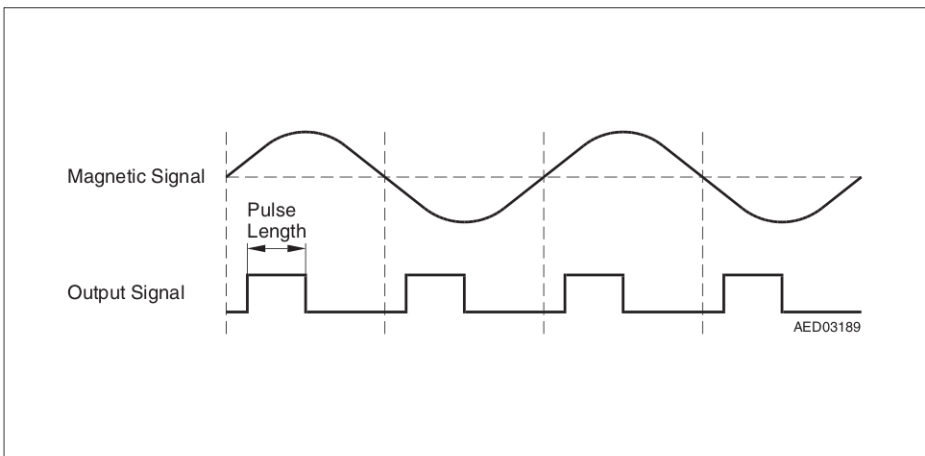 Magnetic Signal
Pulse
Length
Output Signal
AED03189